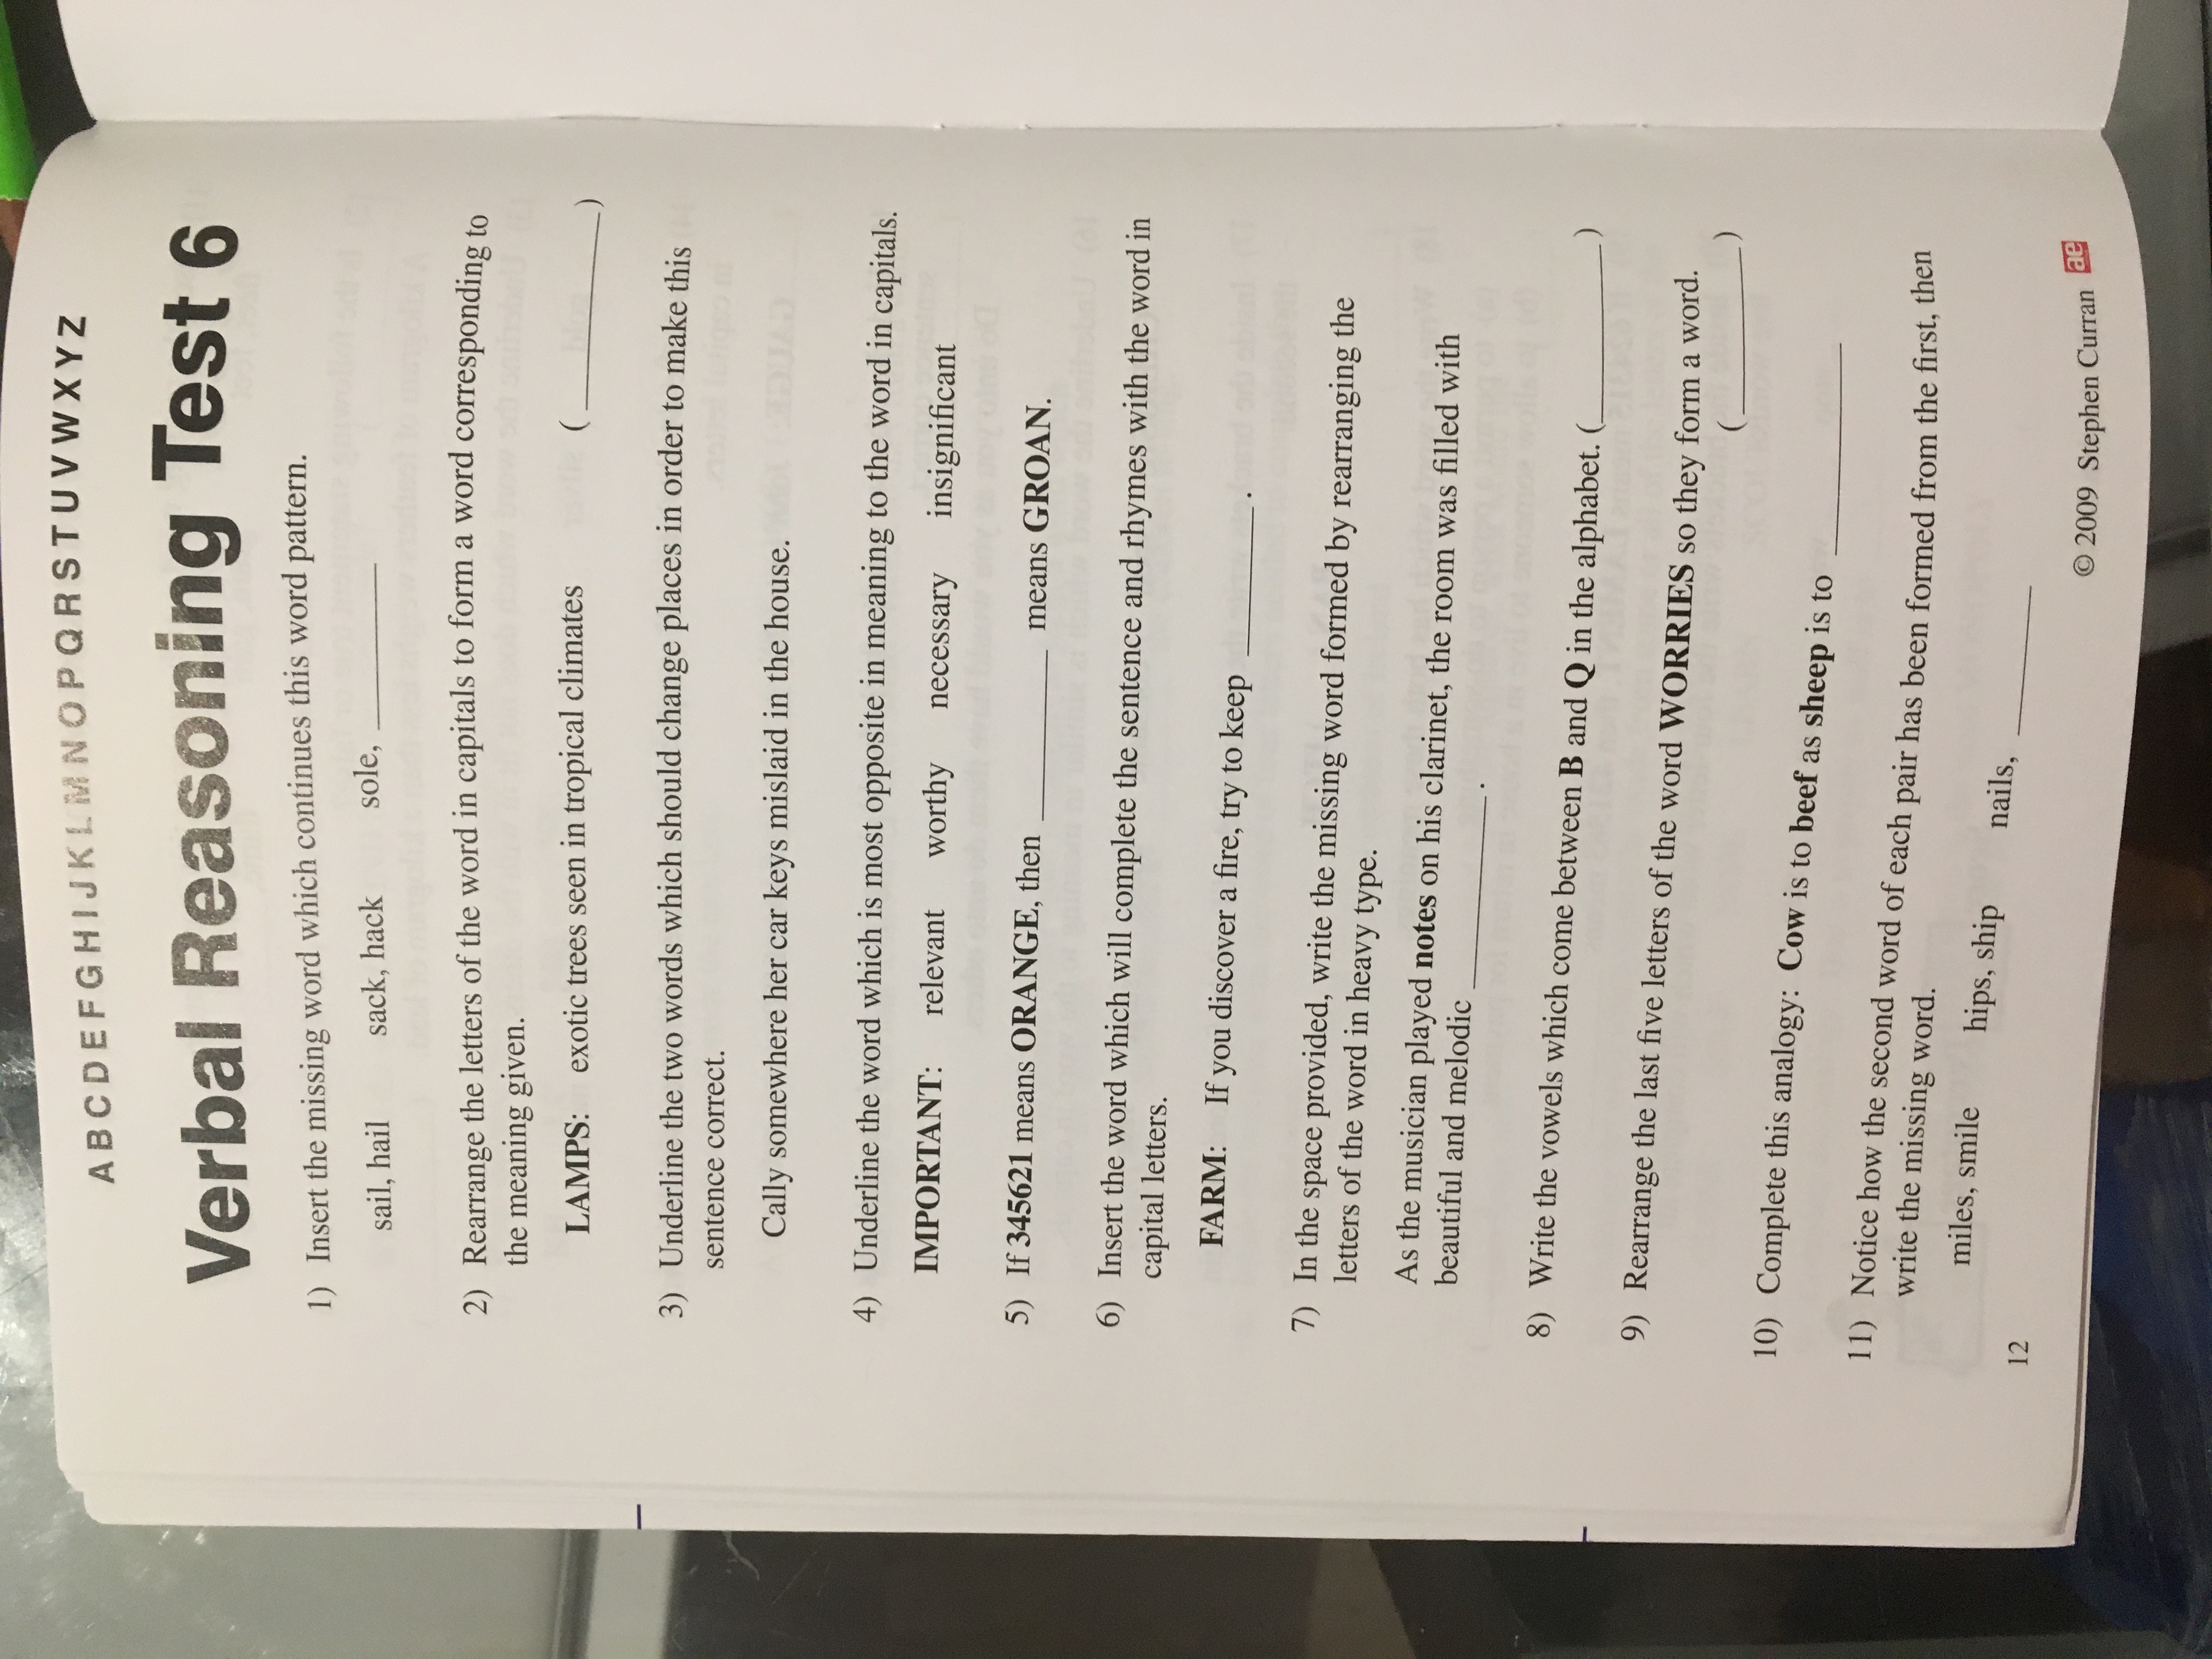 A B C D E F G H I J K L M N O P Q R S T U V W X Y Z
Verbal Reasoning Test 6
1) Insert the missing word which continues this word pattern.
sail, hail sack, hack sole, __________
2) Rearrange the letters of the word in capitals to form a word corresponding to
the meaning given.
LAMPS: exotic trees seen in tropical climates (__________)
3) Underline the two words which should change places in order to make this
sentence correct.
Cally somewhere her car keys mislaid in the house.
4) Underline the word which is most opposite in meaning to the word in capitals.
IMPORTANT: relevant worthy necessary insignificant
5) If 345621 means ORANGE, then __________ means GROAN.
6) Insert the word which will complete the sentence and rhymes with the word in
capital letters.
FARM: If you discover a fire, try to keep __________.
7) In the space provided, write the missing word formed by rearranging the
letters of the word in heavy type.
As the musician played notes on his clarinet, the room was filled with
beautiful and melodic __________.
8) Write the vowels which come between B and Q in the alphabet. (__________)
9) Rearrange the last five letters of the word WORRIES so they form a word.
(__________)
10) Complete this analogy: Cow is to beef as sheep is to __________
11) Notice how the second word of each pair has been formed from the first, then
write the missing word.
miles, smile hips, ship nails, __________
12
© 2009 Stephen Curran ae